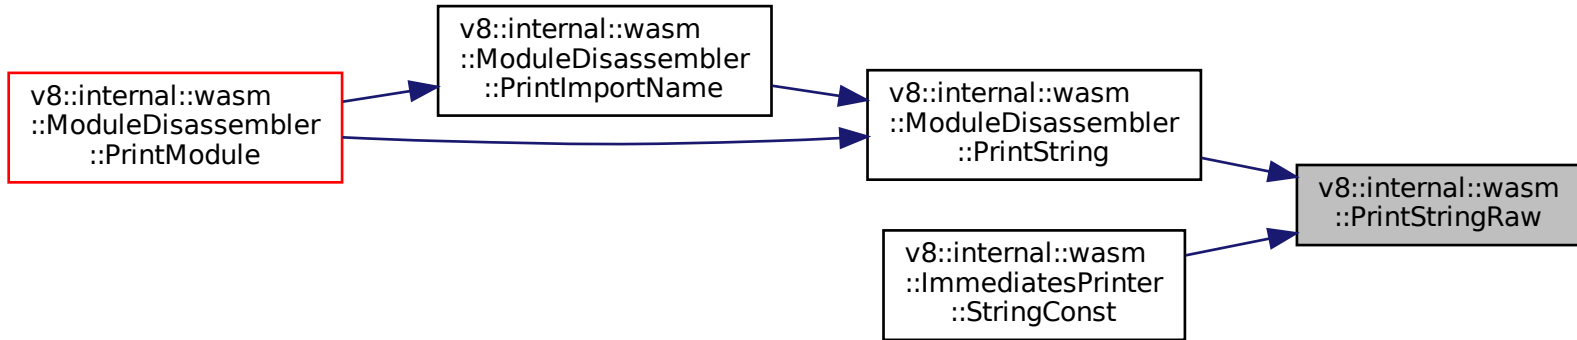 v8::internal::wasm
::ModuleDisassembler
::PrintModule
v8::internal::wasm
::ModuleDisassembler
::PrintImportName
v8::internal::wasm
::ModuleDisassembler
::PrintString
v8::internal::wasm
::ImmediatesPrinter
::StringConst
v8::internal::wasm
::PrintStringRaw